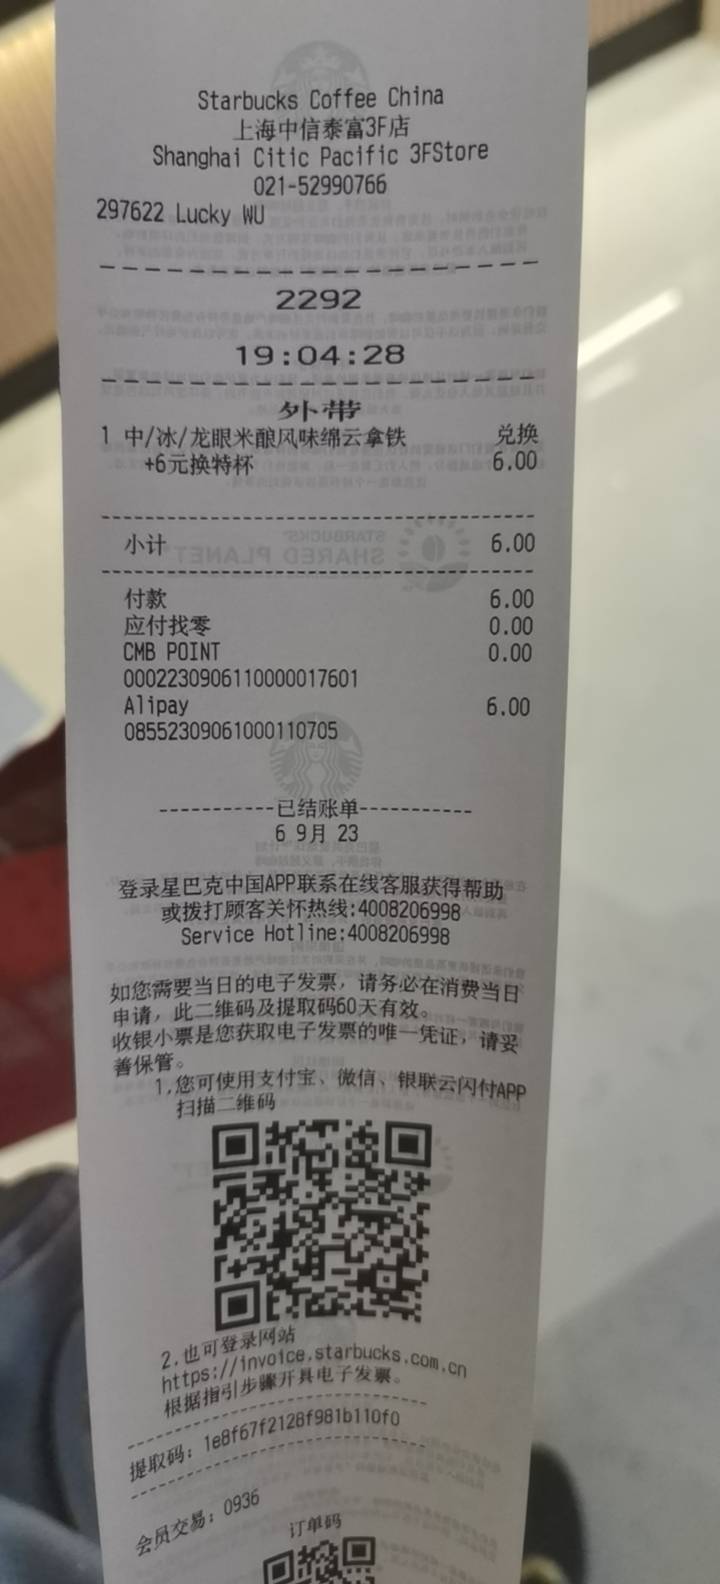 Starbucks Coffee China
上海中信泰富3F店
Shanghai Citic Pacific 3FStore
021-52990766
297622 Lucky WU
2292
19:04:28
外带
1 中/冰/龙眼米酿风味绵云拿铁 兑换
+6元换特杯 6.00
小计 6.00
付款 6.00
应付找零 0.00
CMB POINT 0.00
00022309061100000017601
Alipay 6.00
085523090610001​10705
-----------已结账单-----------
6 9月 23
登录星巴克中国APP联系在线客服获得帮助
或拨打顾客关怀热线:4008206998
Service Hotline:4008206998
如您需要当日的电子发票，请务必在消费当日
申请，此二维码及提取码60天有效。
收银小票是您获取电子发票的唯一凭证，请妥
善保管。
1.您可使用支付宝、微信、银联云闪付APP
扫描二维码
2.也可登录网站
https://invoice.starbucks.com.cn
根据指引步骤开具电子发票。
提取码：1e8f67f2128f981b110f0
会员交易：0936
订单码
STARBUCKS™
SHARED PLANET™